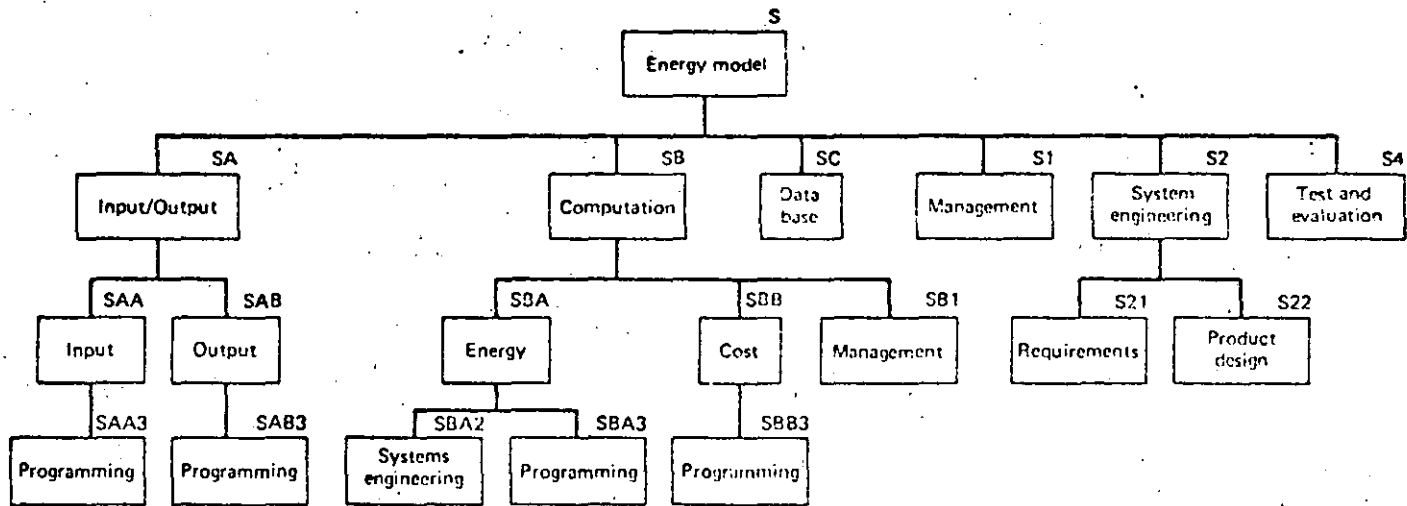 S
Energy model
SA
SB
SC
S1
S2
S4
Input/Output
Computation
Data
base
Management
System
engineering
Test and
evaluation
SAA
SAB
SBA
SBB
SB1
S21
S22
Input
Output
Energy
Cost
Management
Requirements
Product
design
SAA3
SAB3
SBA2
SBA3
SBB3
Programming
Programming
Systems
engineering
Programming
Programming